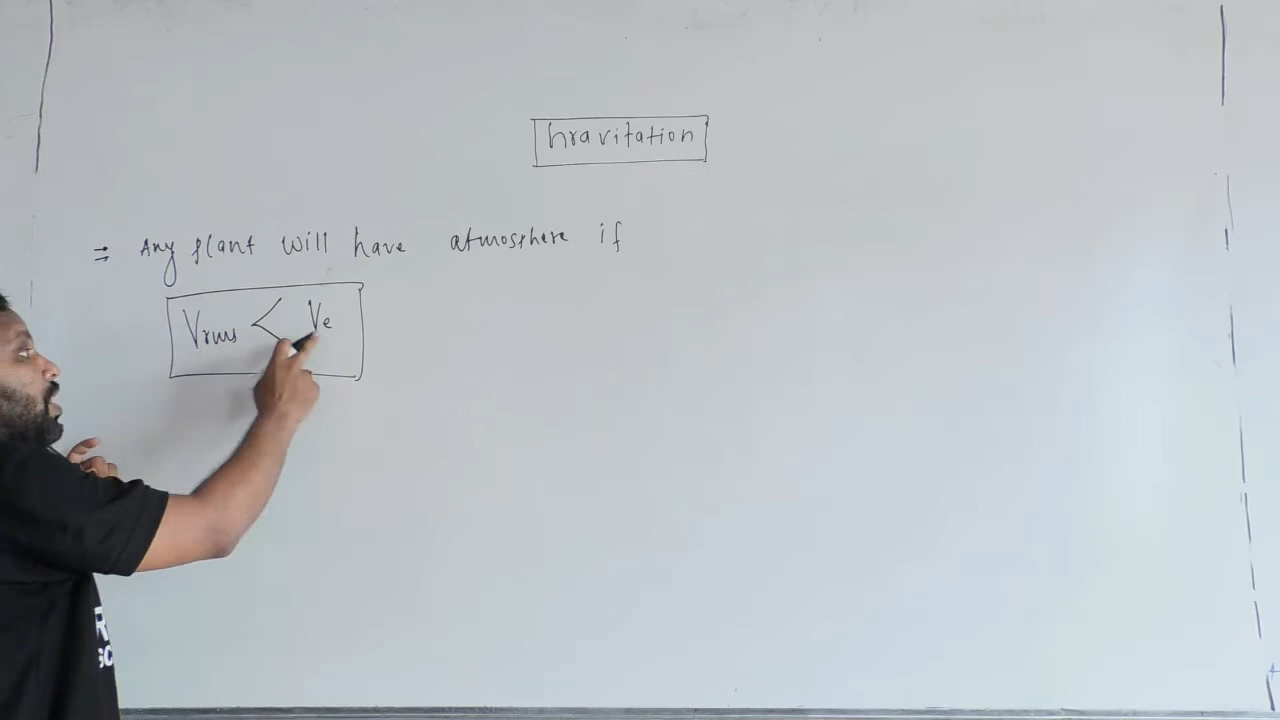 Gravitation
⇒ Any plant will have atmosphere if
Vrms < Ve